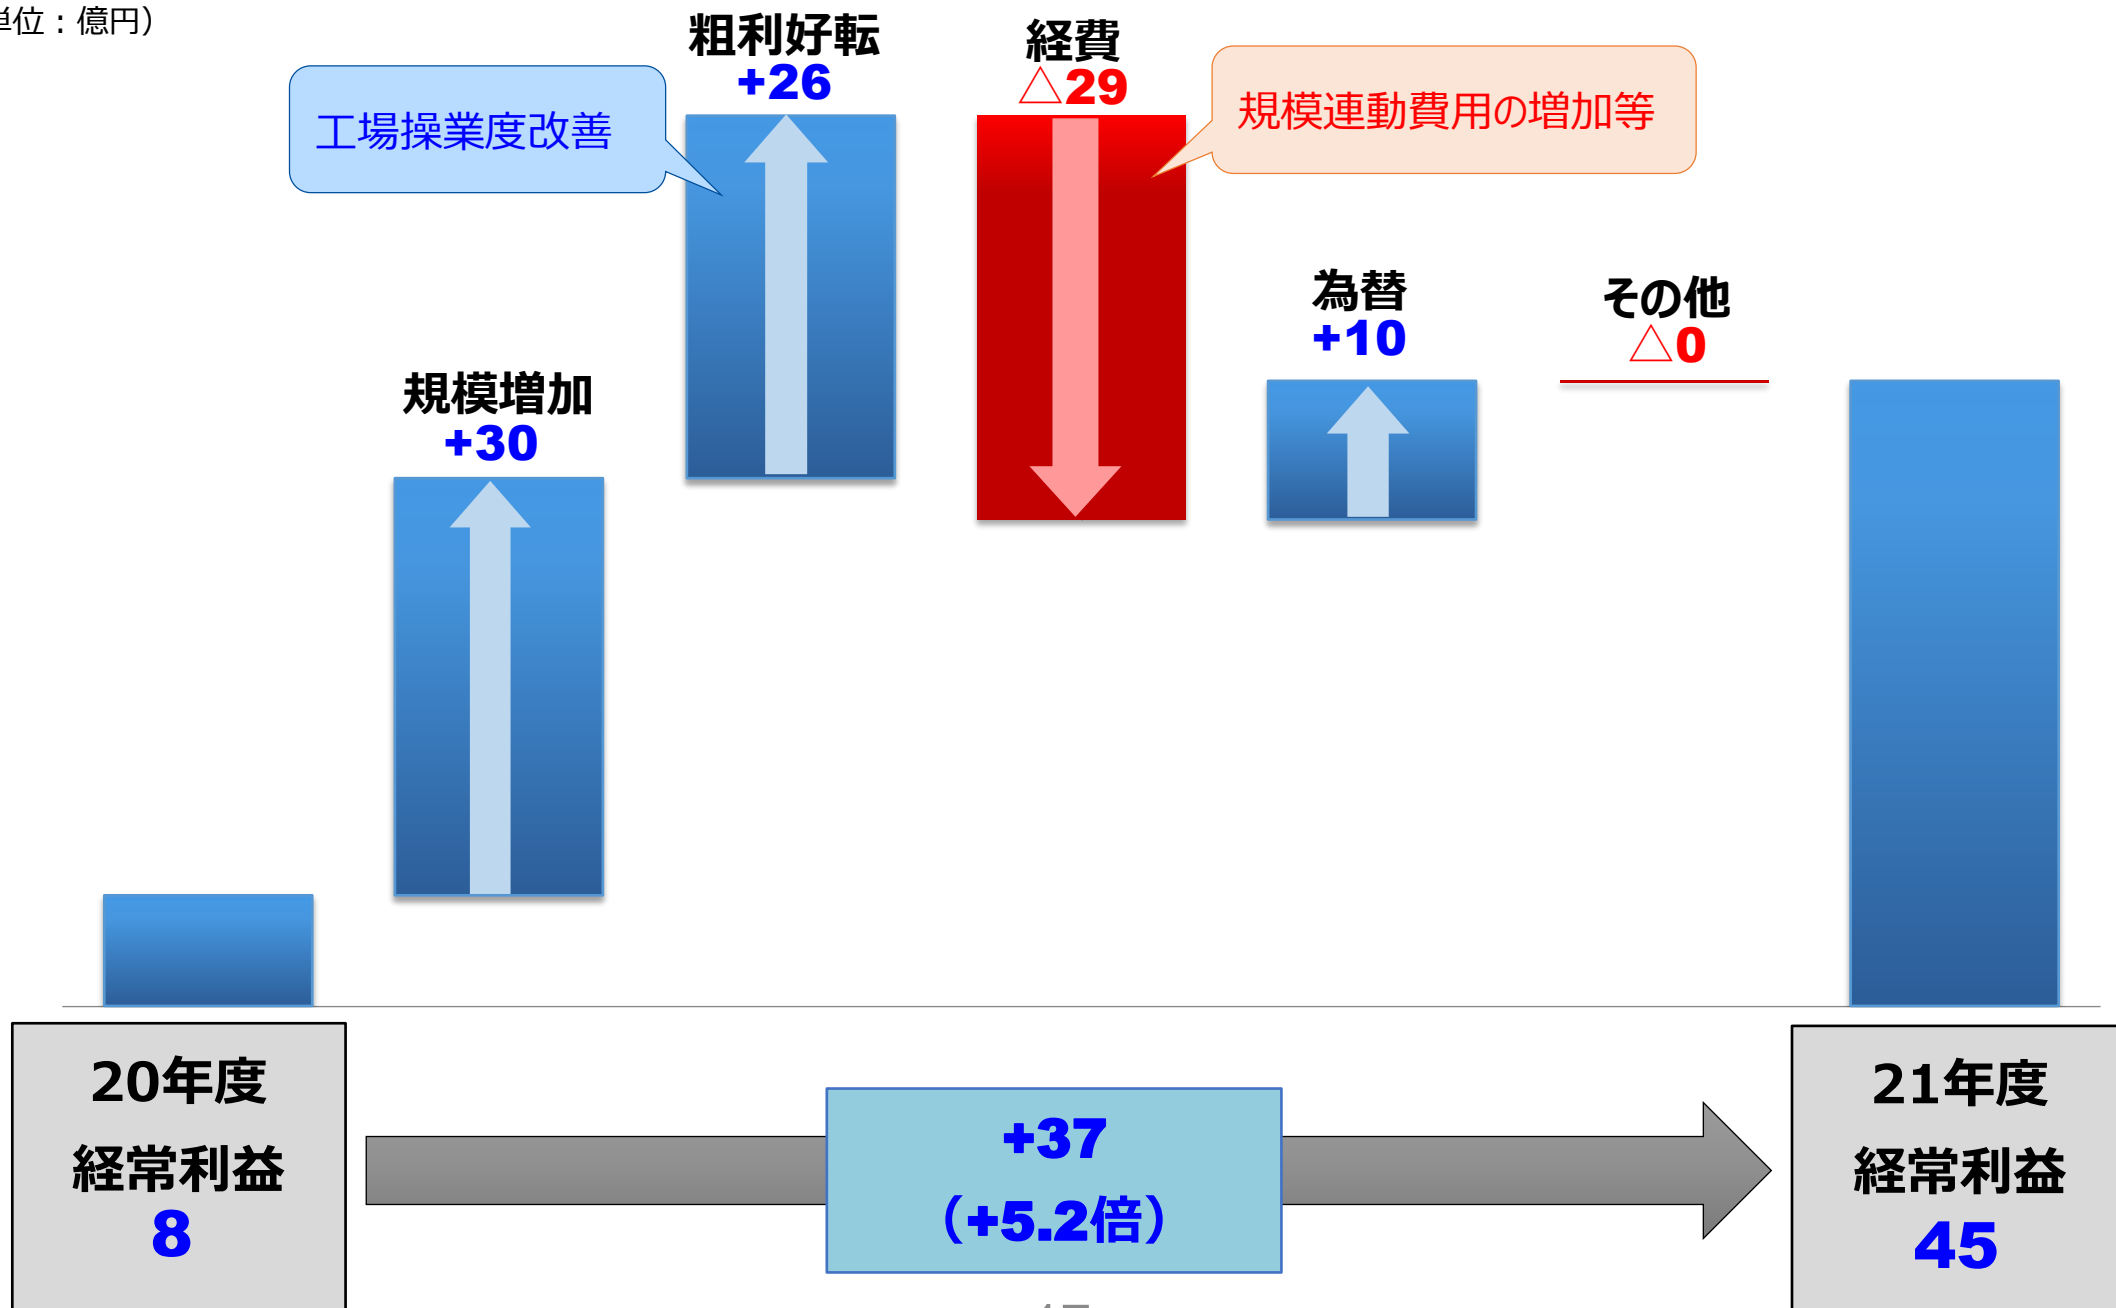 単位：億円）
粗利好転
+26
経費
△29
工場操業度改善
規模連動費用の増加等
為替
+10
その他
△0
規模増加
+30
20年度
経常利益
8
+37
（+5.2倍）
21年度
経常利益
45